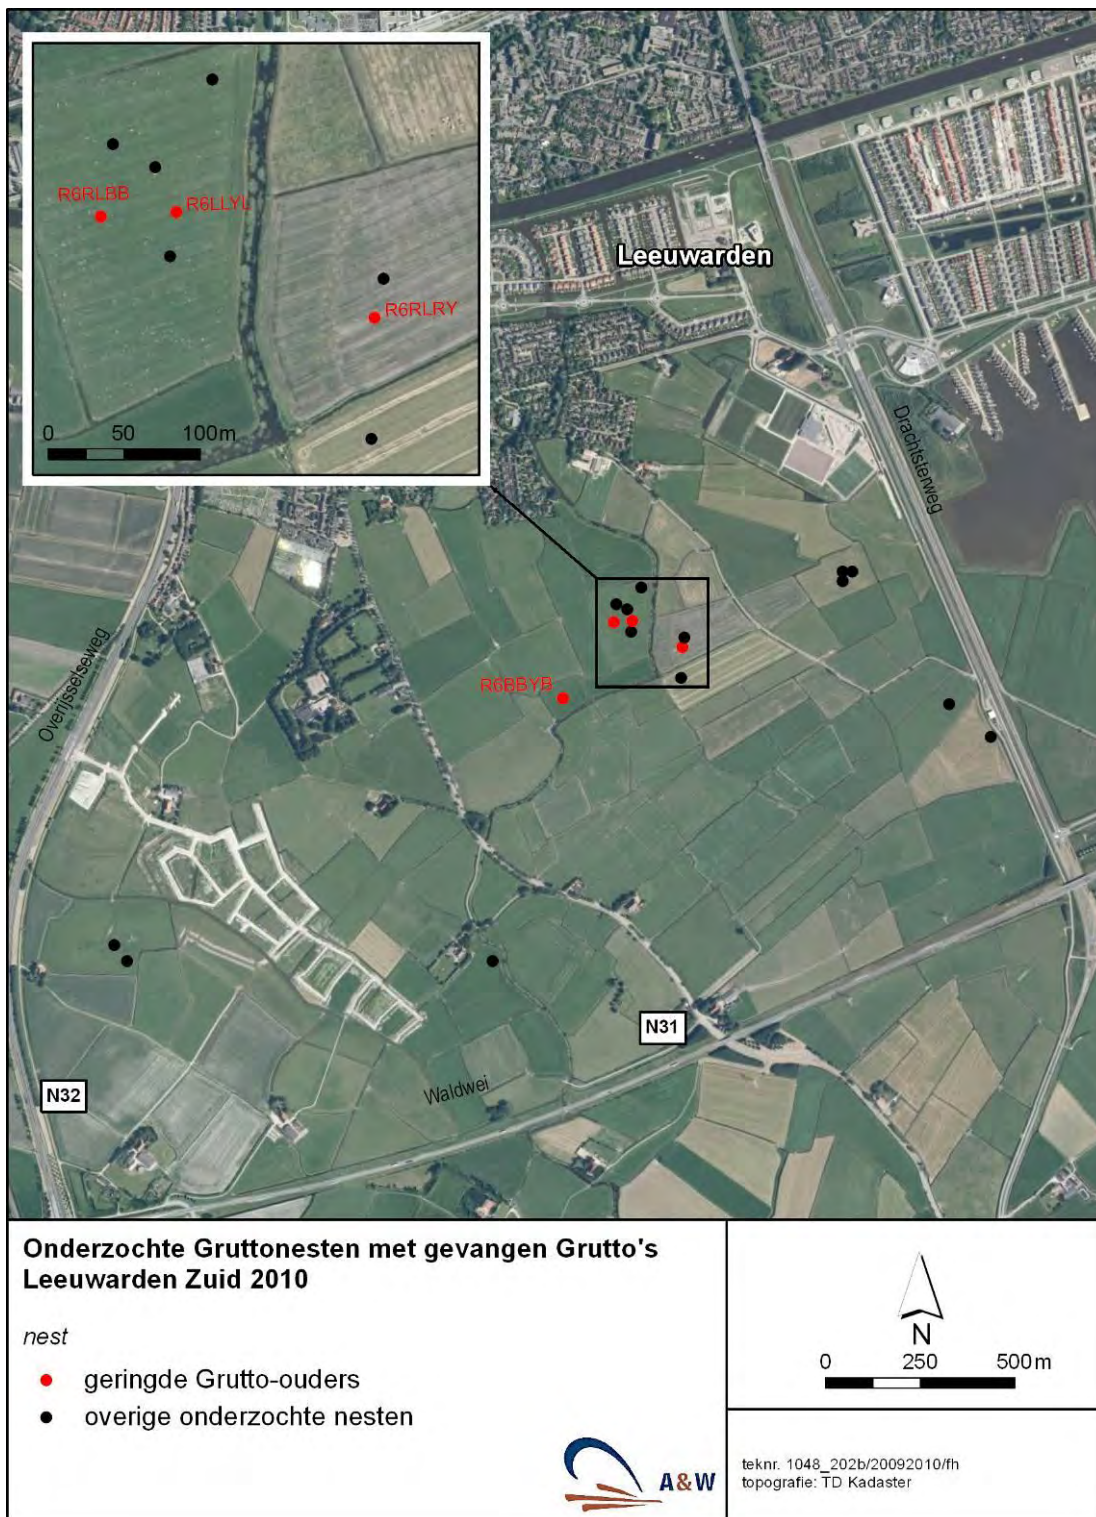 R6RLBB
R6LLYL
R6RLRY
0 50 100m
Leeuwarden
Drachtsterweg
Overijsselseweg
R6BBYB
N31
Waldwei
N32
Onderzochte Gruttonesten met gevangen Grutto's
Leeuwarden Zuid 2010
nest
geringde Grutto-ouders
overige onderzochte nesten
A&W
N
0 250 500m
teknr. 1048_202b/20092010/fh
topografie: TD Kadaster